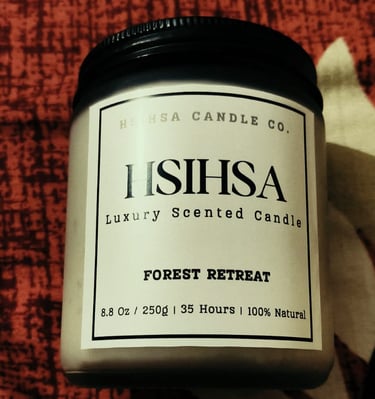 HSIHSA CANDLE CO.
HSIHSA
Luxury Scented Candle
FOREST RETREAT
8.8 Oz / 250g | 35 Hours | 100% Natural